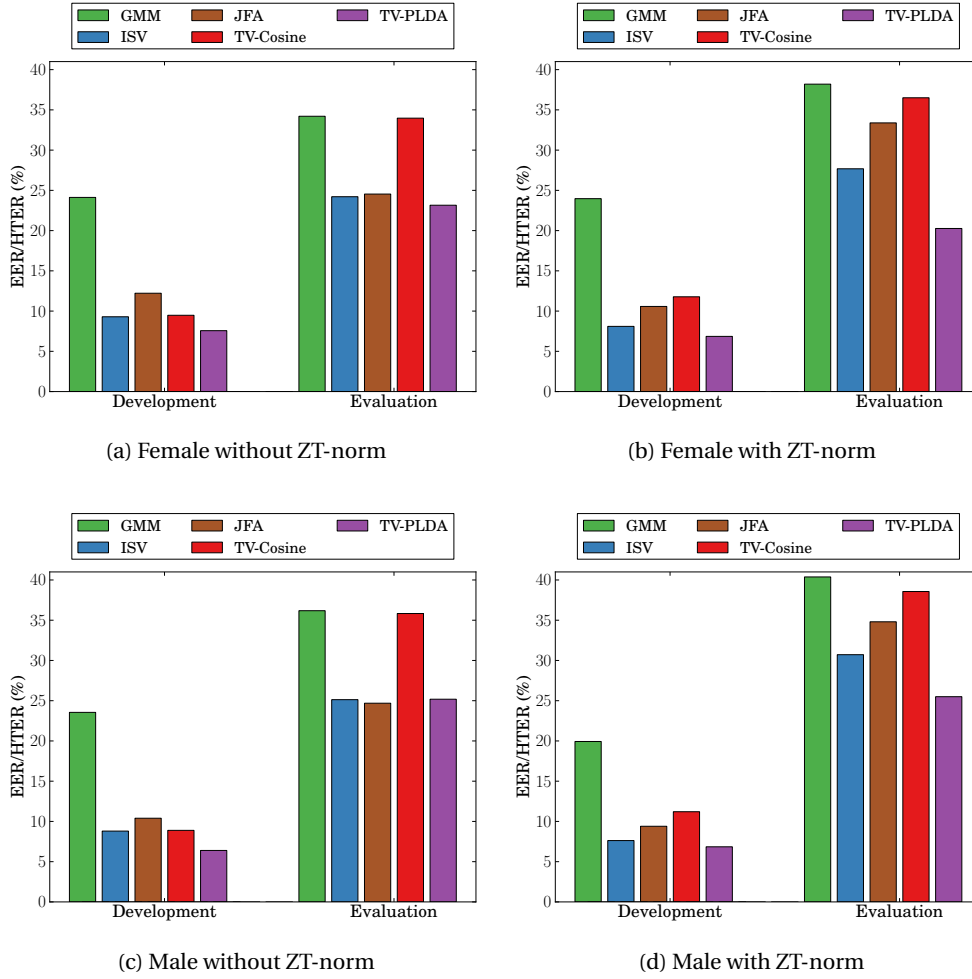 GMM JFA TV-PLDA
ISV TV-Cosine
EER/HTER (%)
40
35
30
25
20
15
10
5
0
Development Evaluation
(a) Female without ZT-norm
GMM JFA TV-PLDA
ISV TV-Cosine
EER/HTER (%)
40
35
30
25
20
15
10
5
0
Development Evaluation
(b) Female with ZT-norm
GMM JFA TV-PLDA
ISV TV-Cosine
EER/HTER (%)
40
35
30
25
20
15
10
5
0
Development Evaluation
(c) Male without ZT-norm
GMM JFA TV-PLDA
ISV TV-Cosine
EER/HTER (%)
40
35
30
25
20
15
10
5
0
Development Evaluation
(d) Male with ZT-norm